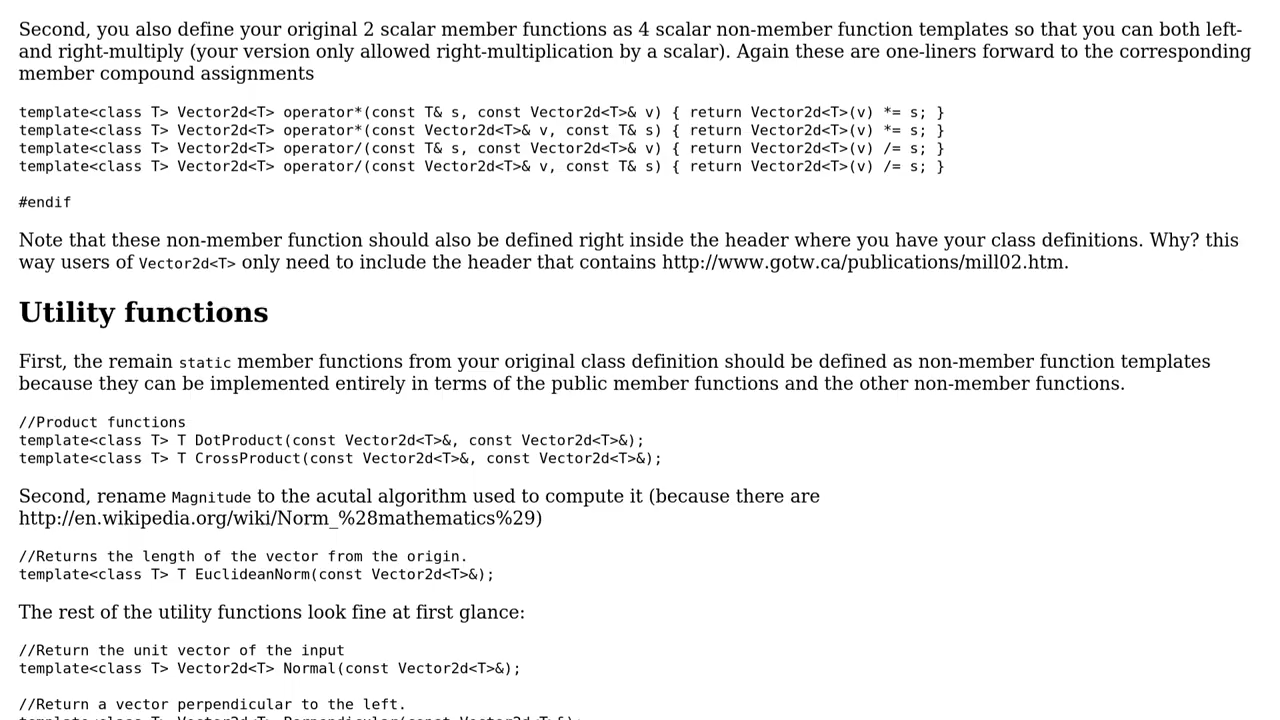 Second, you also define your original 2 scalar member functions as 4 scalar non-member function templates so that you can both left-
and right-multiply (your version only allowed right-multiplication by a scalar). Again these are one-liners forward to the corresponding
member compound assignments
template<class T> Vector2d<T> operator*(const T& s, const Vector2d<T>& v) { return Vector2d<T>(v) *= s; }
template<class T> Vector2d<T> operator*(const Vector2d<T>& v, const T& s) { return Vector2d<T>(v) *= s; }
template<class T> Vector2d<T> operator/(const T& s, const Vector2d<T>& v) { return Vector2d<T>(v) /= s; }
template<class T> Vector2d<T> operator/(const Vector2d<T>& v, const T& s) { return Vector2d<T>(v) /= s; }
#endif
Note that these non-member function should also be defined right inside the header where you have your class definitions. Why? this
way users of Vector2d<T> only need to include the header that contains http://www.gotw.ca/publications/mill02.htm.
Utility functions
First, the remain static member functions from your original class definition should be defined as non-member function templates
because they can be implemented entirely in terms of the public member functions and the other non-member functions.
//Product functions
template<class T> T DotProduct(const Vector2d<T>&, const Vector2d<T>&);
template<class T> T CrossProduct(const Vector2d<T>&, const Vector2d<T>&);
Second, rename Magnitude to the acutal algorithm used to compute it (because there are
http://en.wikipedia.org/wiki/Norm_%28mathematics%29)
//Returns the length of the vector from the origin.
template<class T> T EuclideanNorm(const Vector2d<T>&);
The rest of the utility functions look fine at first glance:
//Return the unit vector of the input
template<class T> Vector2d<T> Normal(const Vector2d<T>&);
//Return a vector perpendicular to the left.
template<class T> Vector2d<T> Perpendicular(const Vector2d<T>&);